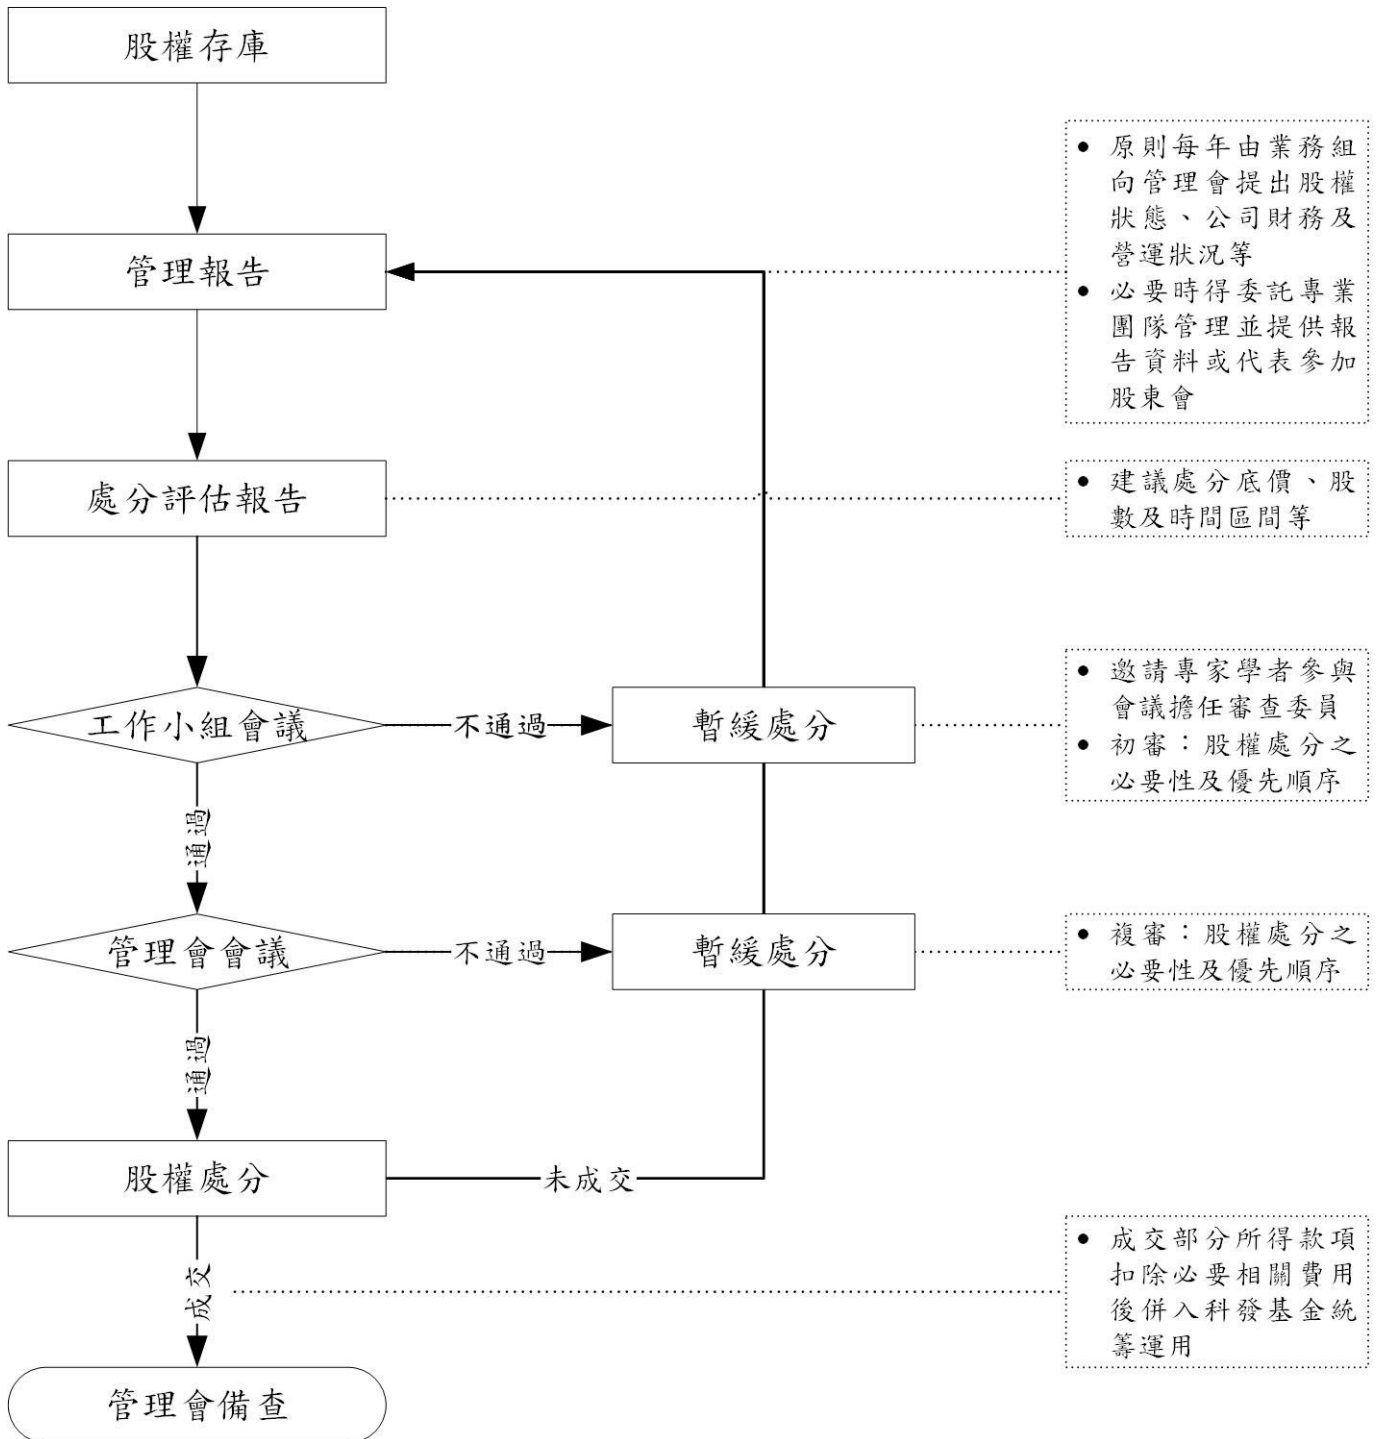 股權存庫
● 原則每年由業務組
向管理會提出股權
狀態、公司財務及
營運狀況等
● 必要時得委託專業
團隊管理並提供報
告資料或代表參加
股東會
管理報告
處分評估報告
● 建議處分底價、股
數及時間區間等
工作小組會議
不通過
暫緩處分
● 邀請專家學者參與
會議擔任審查委員
● 初審：股權處分之
必要性及優先順序
通過
管理會會議
不通過
暫緩處分
● 複審：股權處分之
必要性及優先順序
通過
股權處分
未成交
成交
● 成交部分所得款項
扣除必要相關費用
後併入科發基金統
籌運用
管理會備查